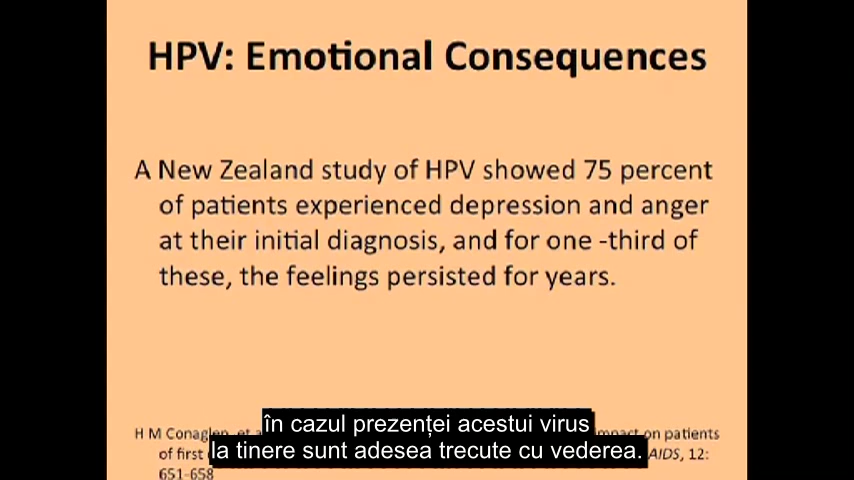 HPV: Emotional Consequences
A New Zealand study of HPV showed 75 percent
of patients experienced depression and anger
at their initial diagnosis, and for one -third of
these, the feelings persisted for years.
în cazul prezenței acestui virus
la tinere sunt adesea trecute cu vederea.
H M Conaglen, et on patients
of first AIDS, 12:
651-658